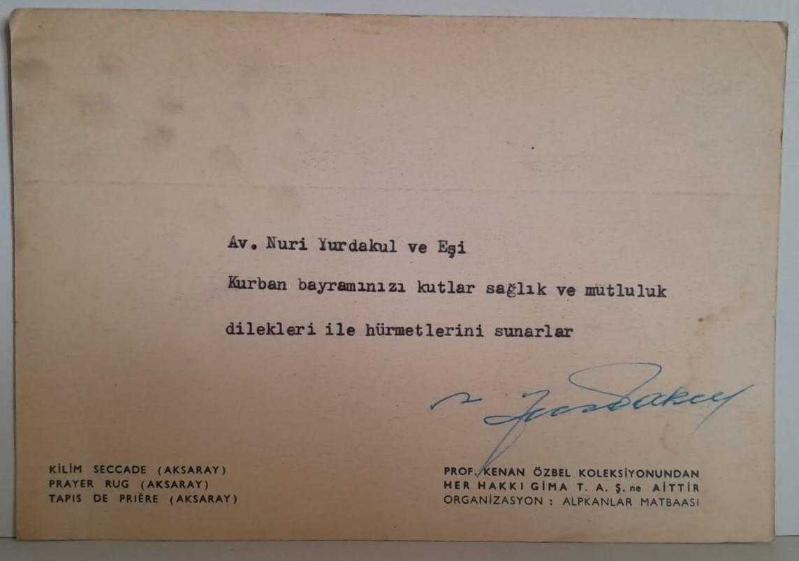 Av. Nuri Yurdakul ve Eşi
Kurban bayramınızı kutlar sağlık ve mutluluk
dilekleri ile hürmetlerini sunarlar
KİLİM SECCADE (AKSARAY)
PRAYER RUG (AKSARAY)
TAPIS DE PRIÈRE (AKSARAY)
PROF. KENAN ÖZBEL KOLEKSİYONUNDAN
HER HAKKI GİMA T. A. Ş. ne AİTTİR
ORGANİZASYON : ALPKANLAR MATBAASI